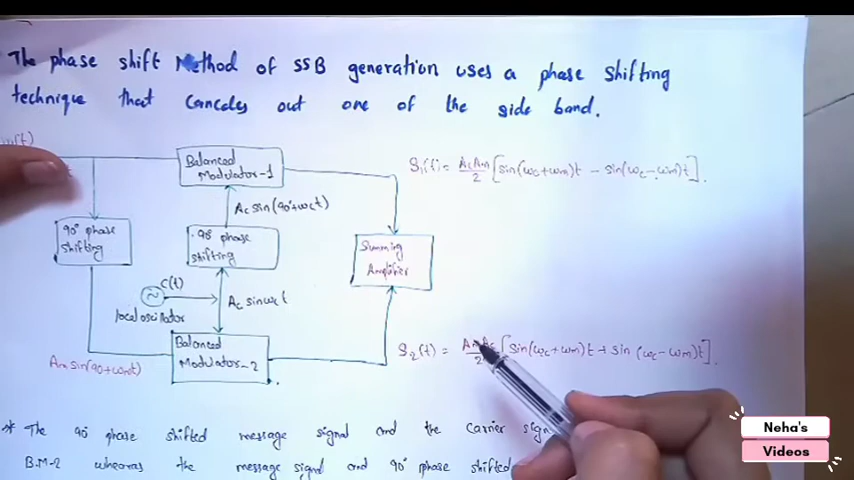 The phase shift Method of SSB generation uses a phase shifting
technique that cancles out one of the side band.
Balanced
Modulator-1
S₁(t) = AcAm/2 [sin(ωc+ωm)t - sin(ωc-ωm)t].
Ac sin(90°+ωct)
90° phase
shifting
90° phase
shifting
Summing
Amplifier
c(t)
~
local oscillator
Ac sinωct
Balanced
Modulator-2
Am sin(90+ωmt)
S₂(t) = AmAc/2 [sin(ωc+ωm)t + sin(ωc-ωm)t].
* The 90° phase shifted message signal and the carrier
B.M-2 whereas the message signal and 90° phase shifted
Neha's
Videos